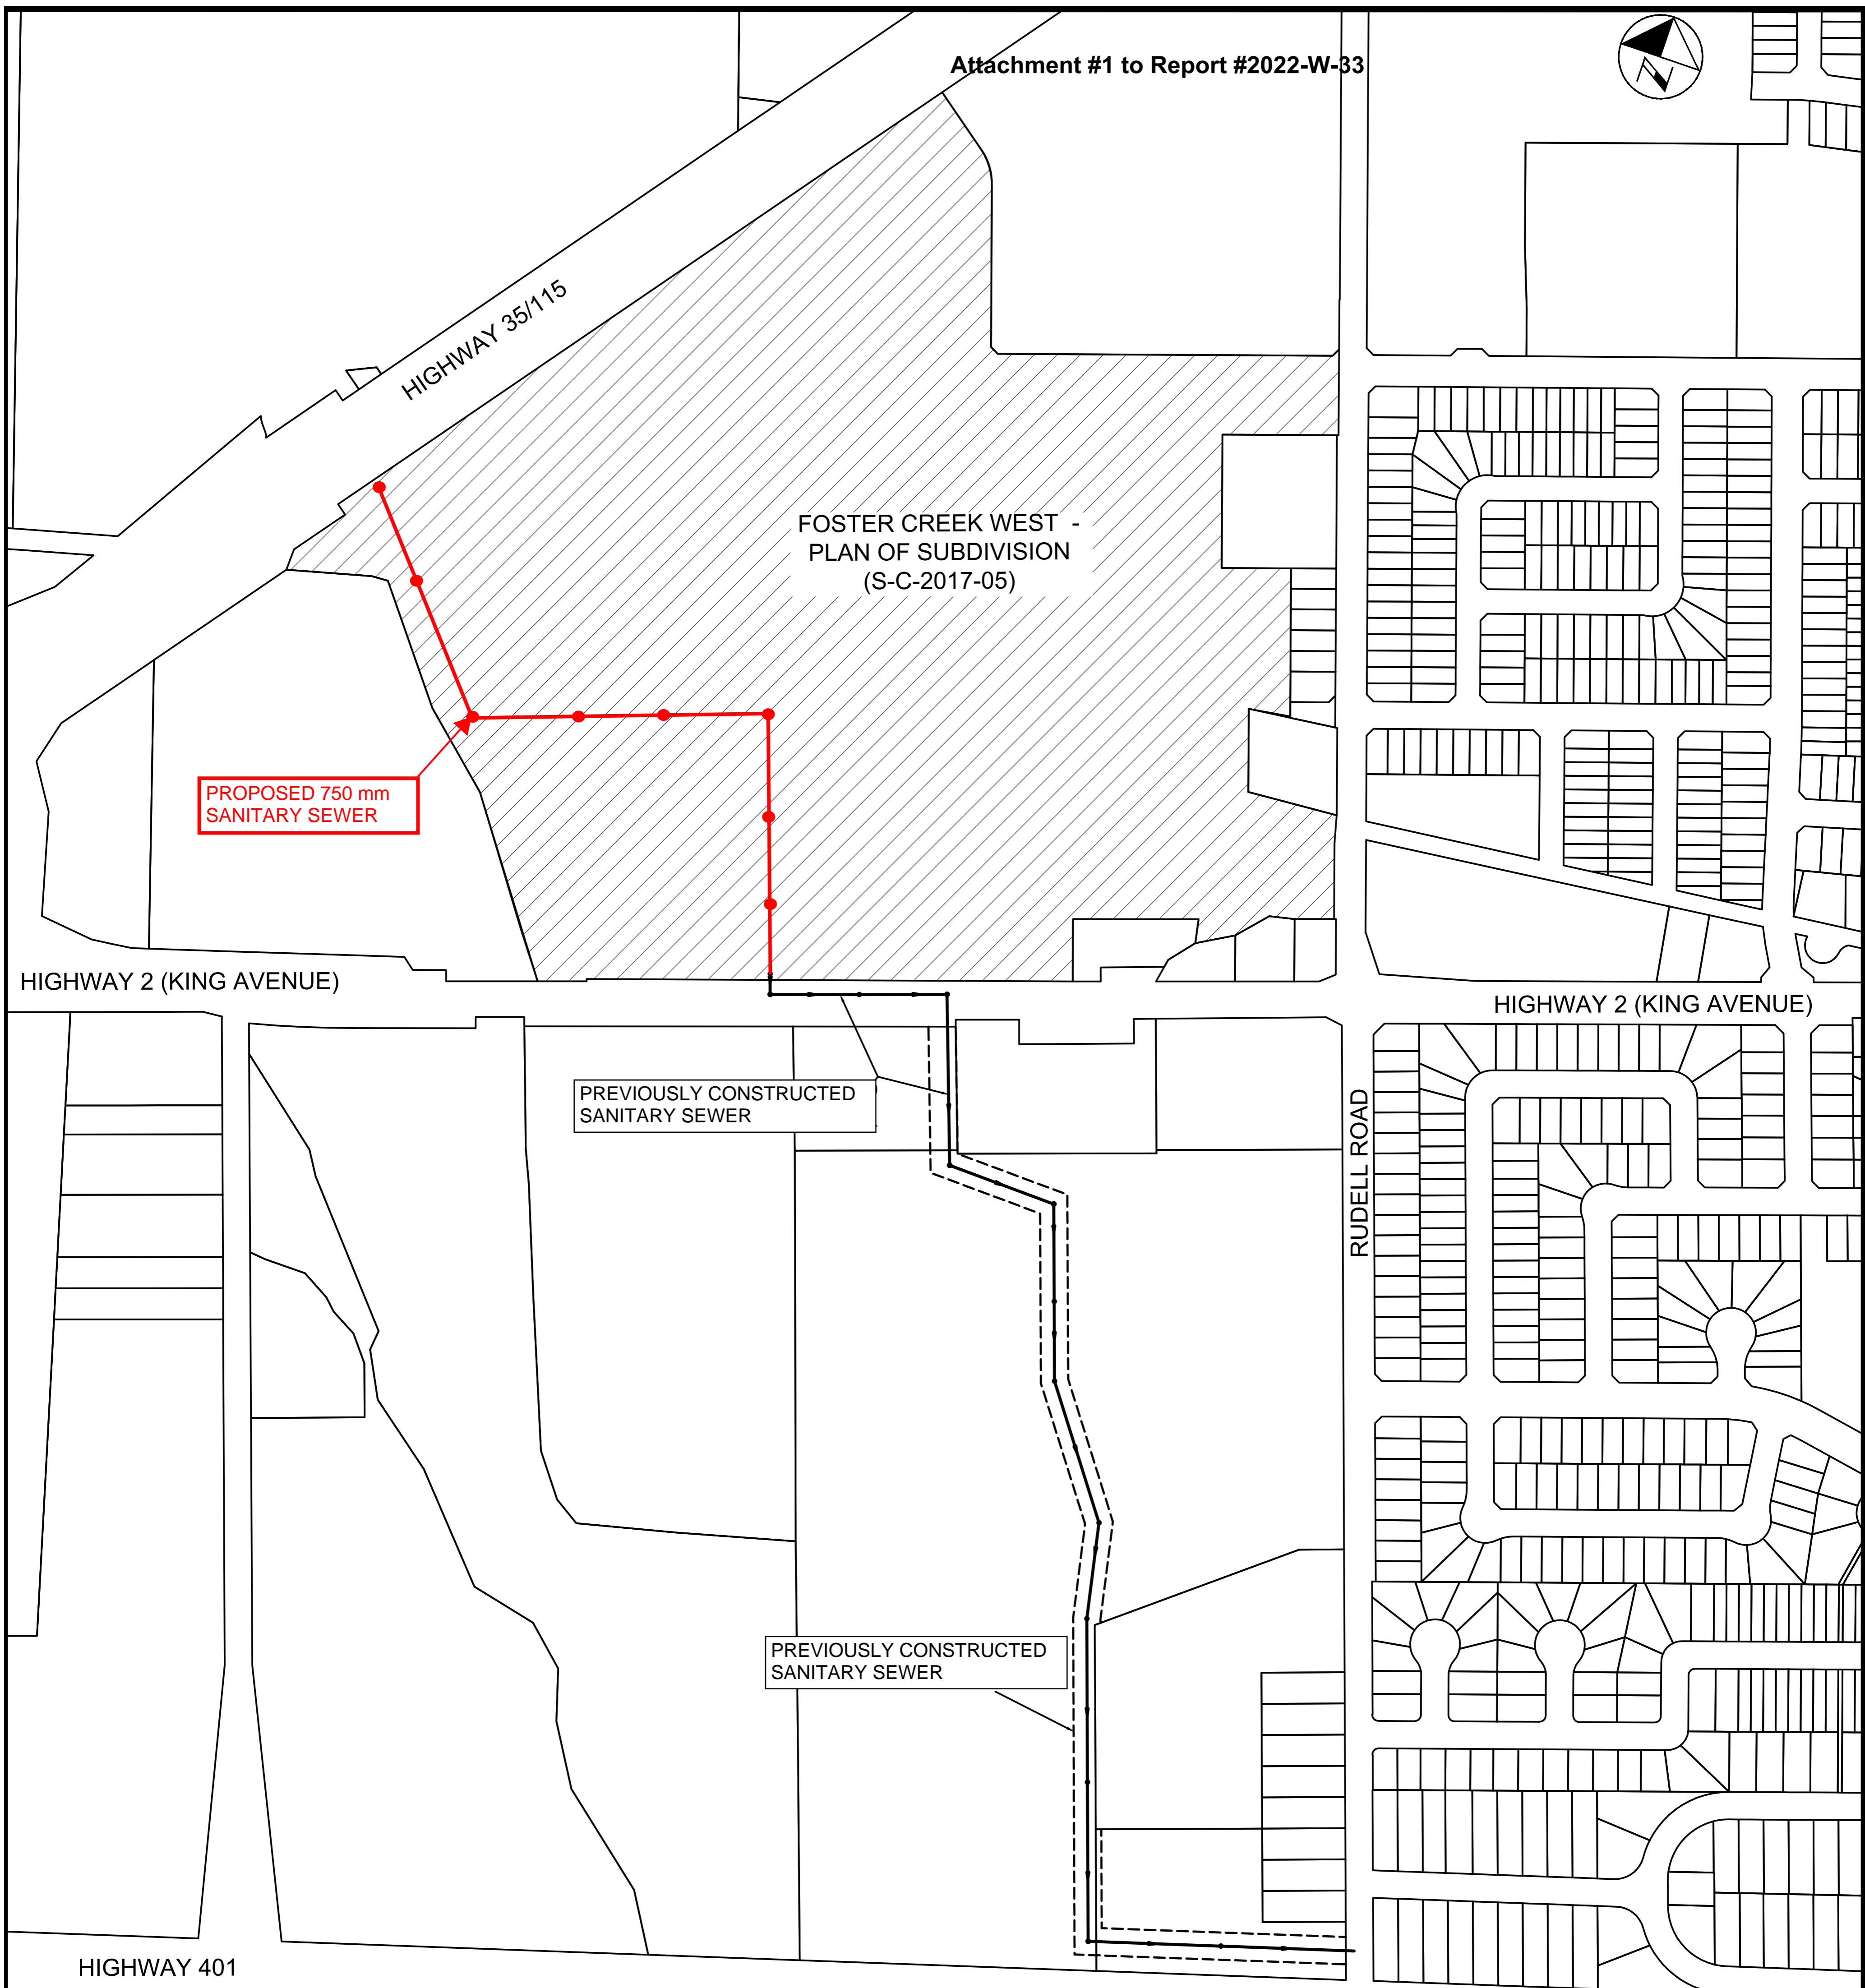 Attachment #1 to Report #2022-W-33
N
HIGHWAY 35/115
FOSTER CREEK WEST -
PLAN OF SUBDIVISION
(S-C-2017-05)
PROPOSED 750 mm
SANITARY SEWER
HIGHWAY 2 (KING AVENUE)
HIGHWAY 2 (KING AVENUE)
PREVIOUSLY CONSTRUCTED
SANITARY SEWER
RUDELL ROAD
PREVIOUSLY CONSTRUCTED
SANITARY SEWER
HIGHWAY 401